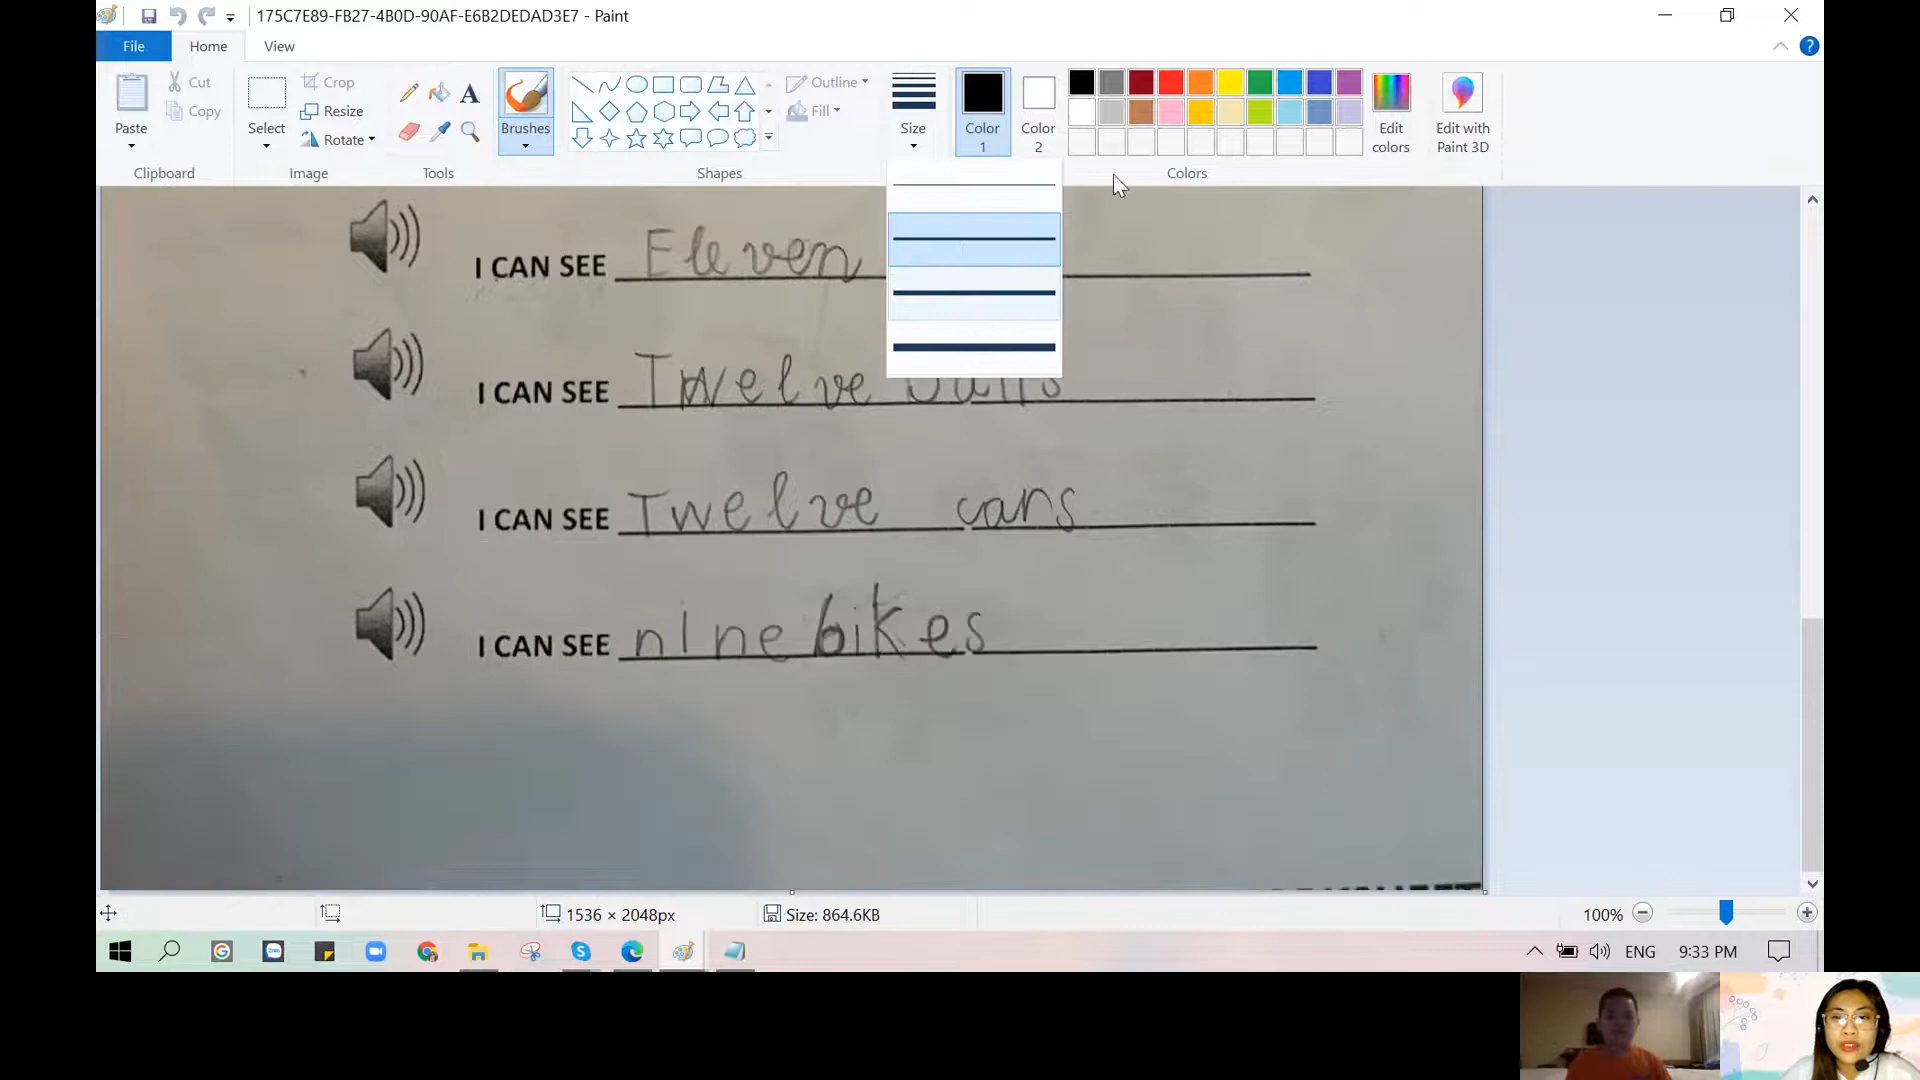 175C7E89-FB27-4B0D-90AF-E6B2DEDAD3E7 - Paint
File Home View
Paste Cut Copy Select Crop Resize Rotate Brushes Outline Fill Size Color 1 Color 2 Edit colors Edit with Paint 3D
Clipboard Image Tools Shapes Colors
I CAN SEE Eleven
I CAN SEE Twelve balls
I CAN SEE Twelve cars
I CAN SEE nine bikes
1536 × 2048px Size: 864.6KB 100%
ENG 9:33 PM